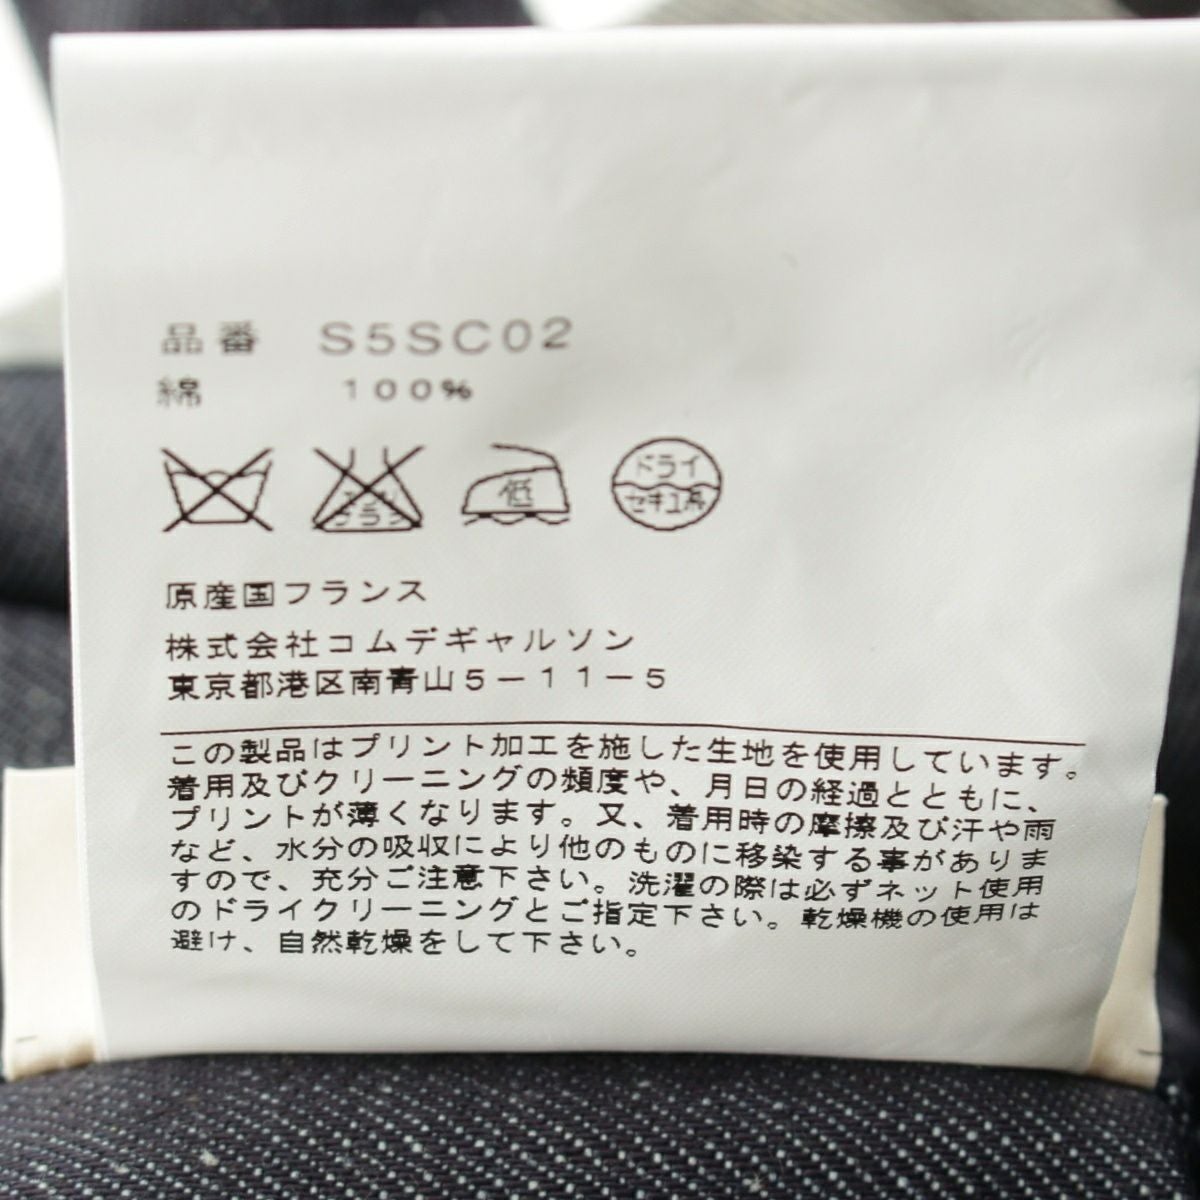 品番 S5SC02
綿 100%
エンソ
サラシ
低
ドライ
セキユ系
原産国フランス
株式会社コムデギャルソン
東京都港区南青山5-11-5
この製品はプリント加工を施した生地を使用しています。
着用及びクリーニングの頻度や、月日の経過とともに、
プリントが薄くなります。又、着用時の摩擦及び汗や雨
など、水分の吸収により他のものに移染する事がありま
すので、充分ご注意下さい。洗濯の際は必ずネット使用
のドライクリーニングとご指定下さい。乾燥機の使用は
避け、自然乾燥をして下さい。